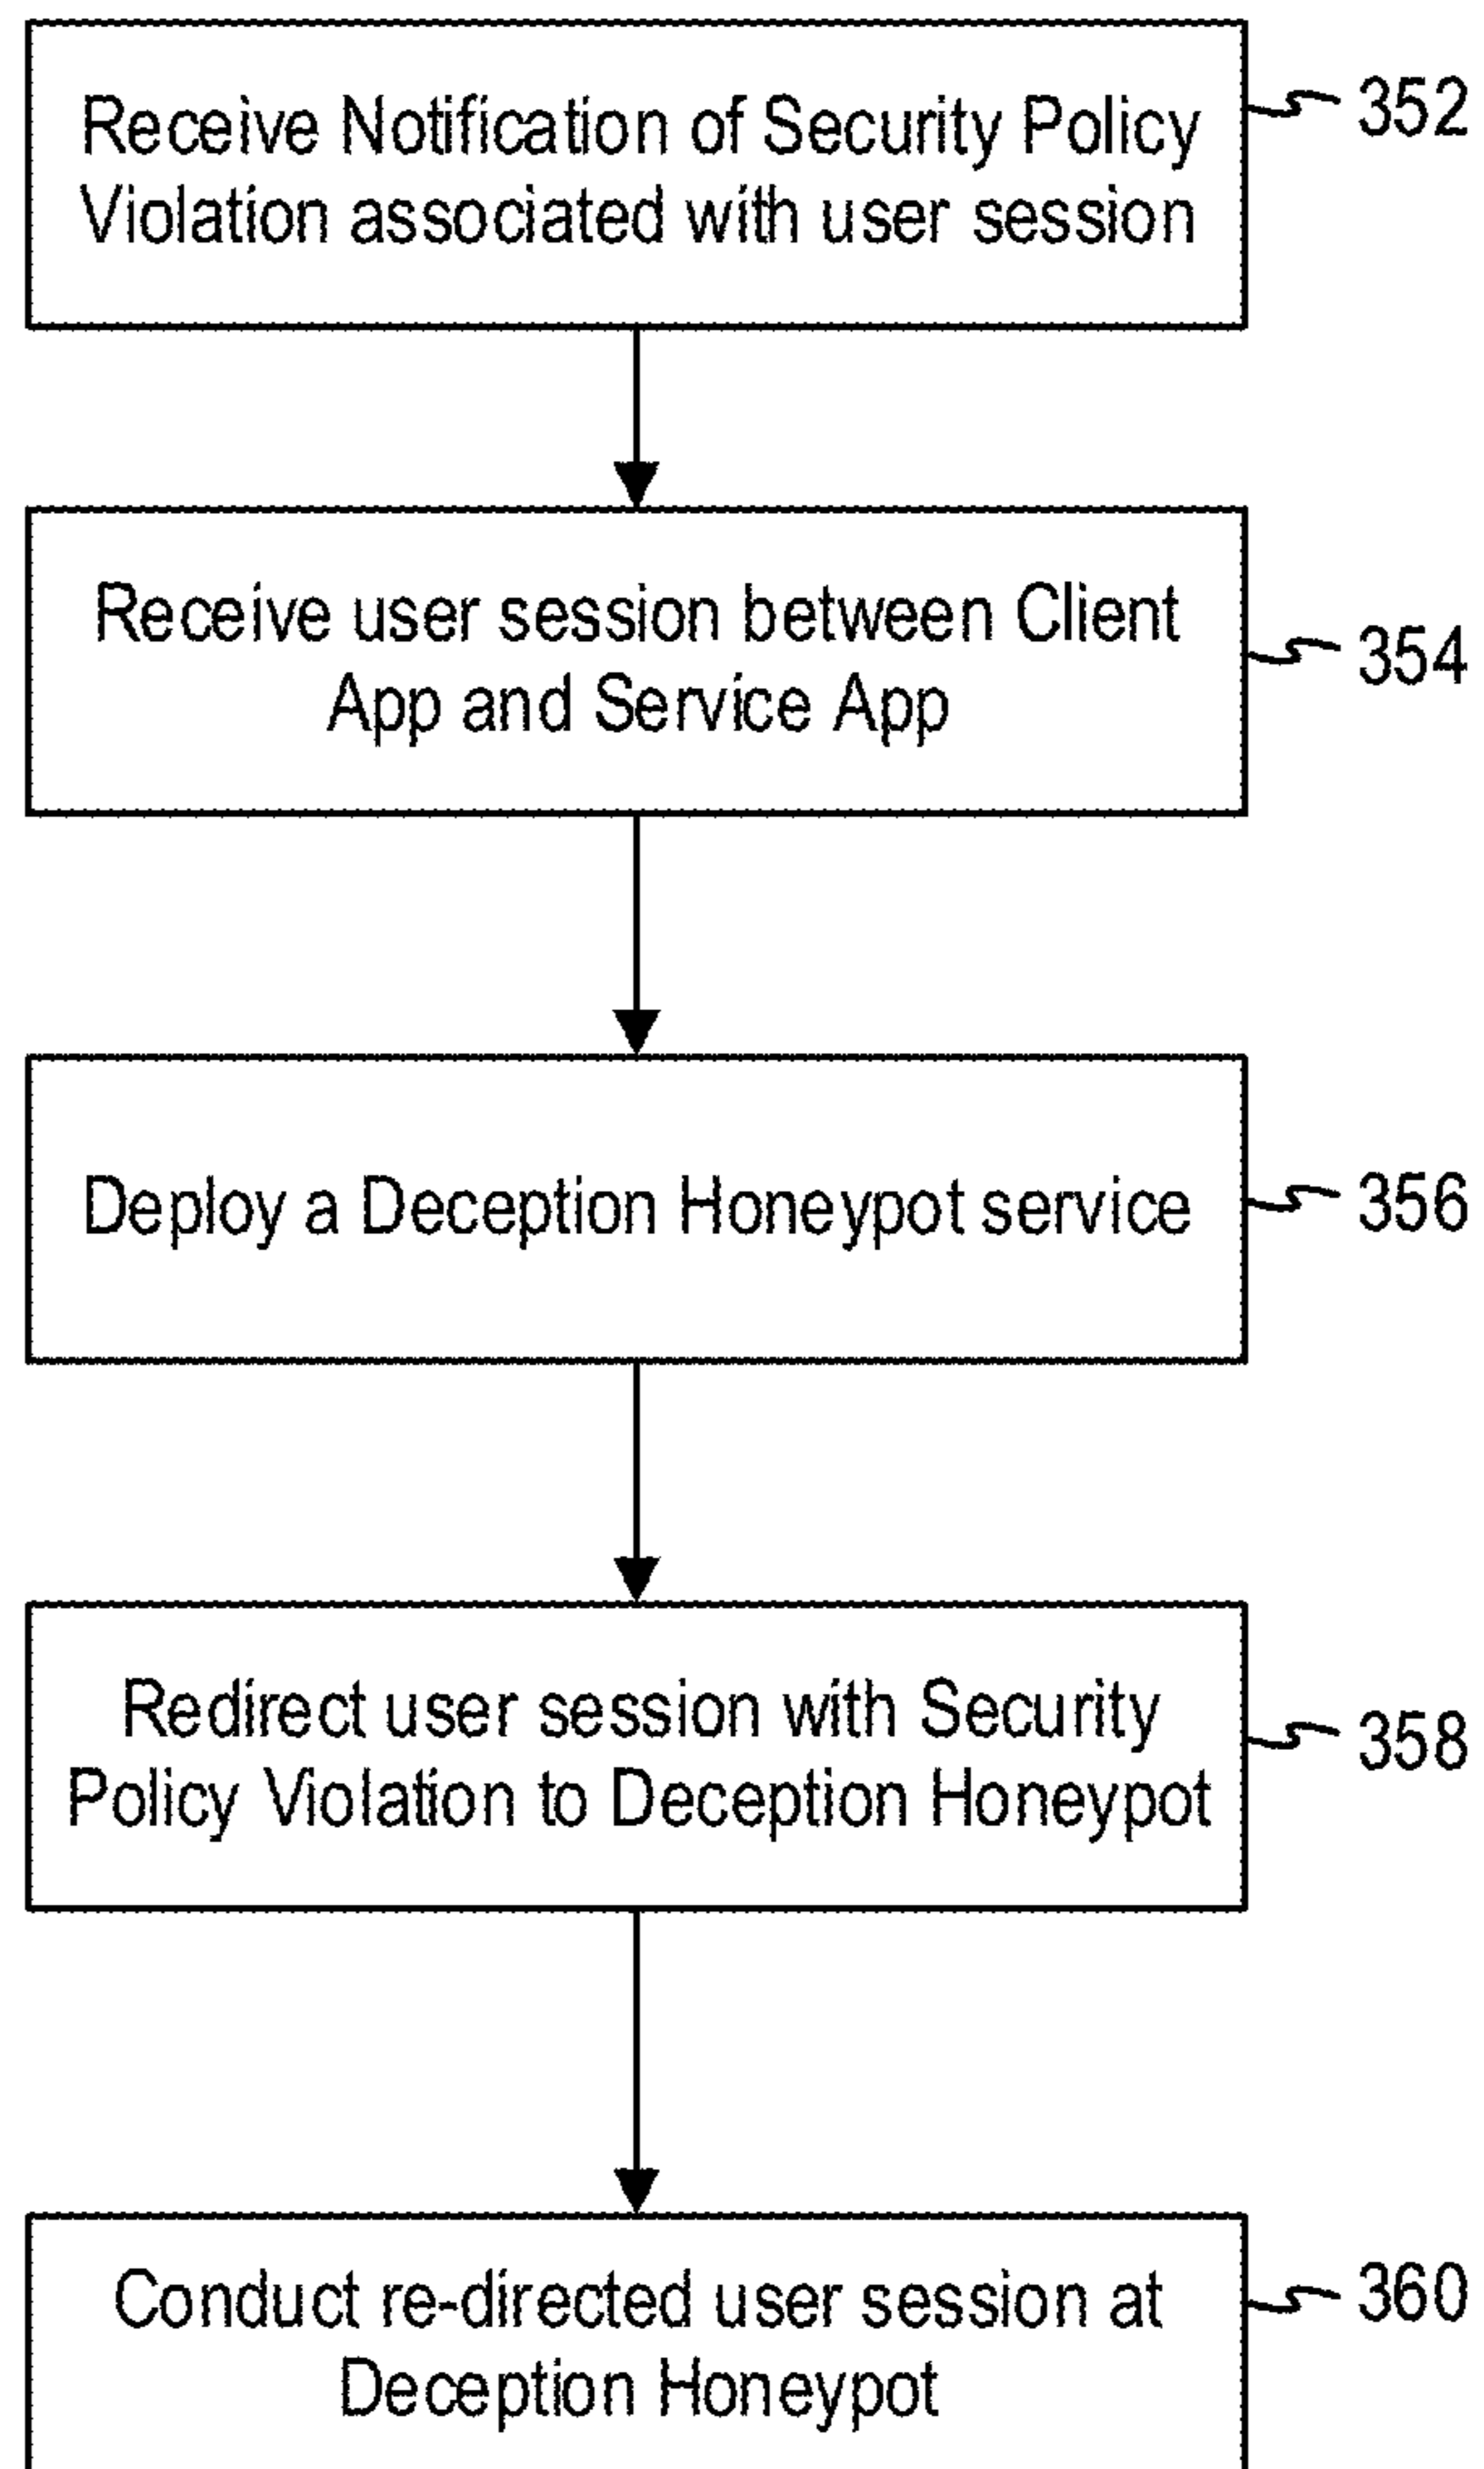 Receive Notification of Security Policy
Violation associated with user session
352
Receive user session between Client
App and Service App
354
Deploy a Deception Honeypot service
356
Redirect user session with Security
Policy Violation to Deception Honeypot
358
Conduct re-directed user session at
Deception Honeypot
360